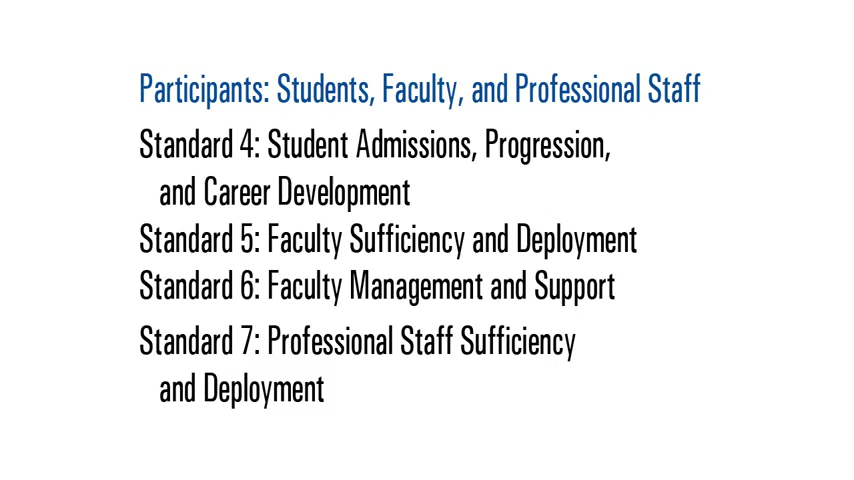 Participants: Students, Faculty, and Professional Staff
Standard 4: Student Admissions, Progression,
and Career Development
Standard 5: Faculty Sufficiency and Deployment
Standard 6: Faculty Management and Support
Standard 7: Professional Staff Sufficiency
and Deployment